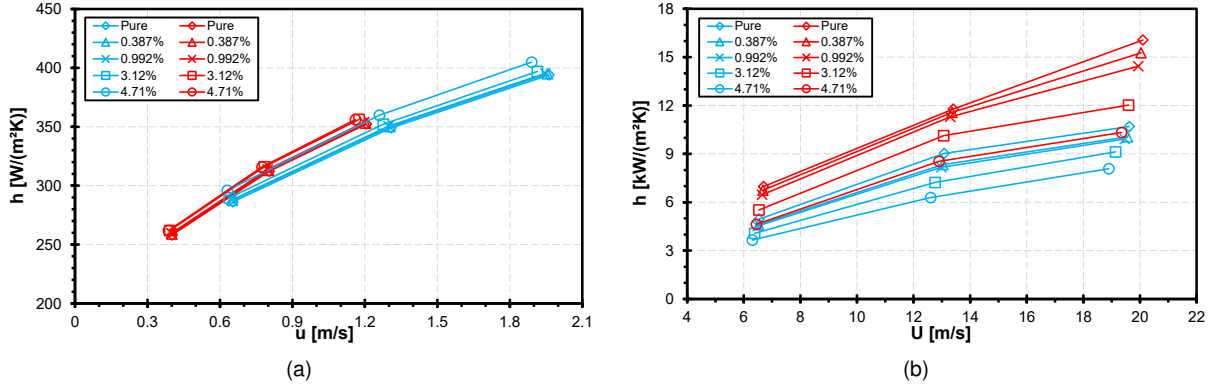 450
400
350
300
250
200
h [W/(m²K)]
Pure Pure
0.387% 0.387%
0.992% 0.992%
3.12% 3.12%
4.71% 4.71%
0 0.3 0.6 0.9 1.2 1.5 1.8 2.1
u [m/s]
(a)
18
15
12
9
6
3
0
h [kW/(m²K)]
Pure Pure
0.387% 0.387%
0.992% 0.992%
3.12% 3.12%
4.71% 4.71%
4 6 8 10 12 14 16 18 20 22
U [m/s]
(b)